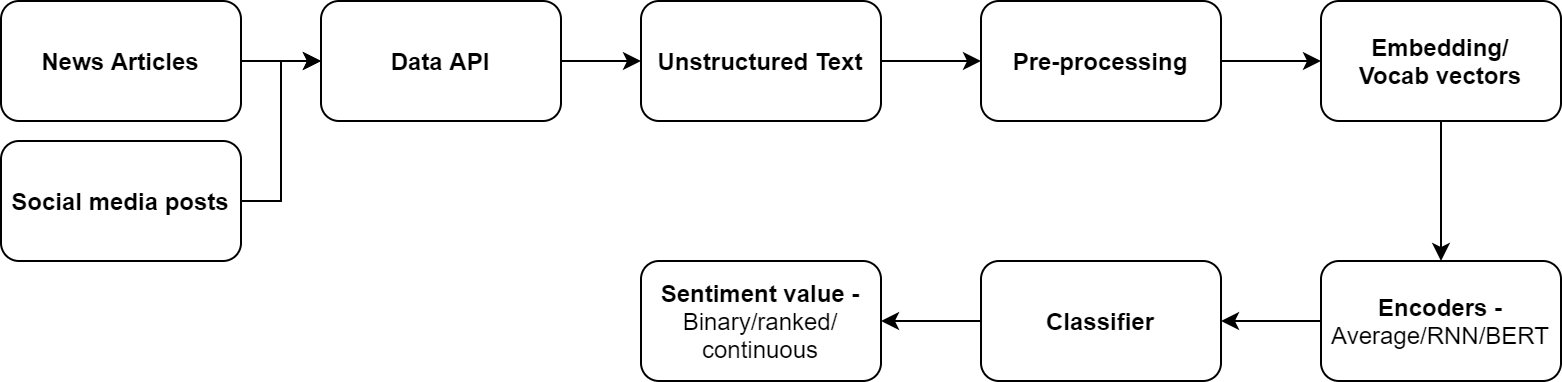 News Articles
Data API
Unstructured Text
Pre-processing
Embedding/
Vocab vectors
Social media posts
Sentiment value -
Binary/ranked/
continuous
Classifier
Encoders -
Average/RNN/BERT